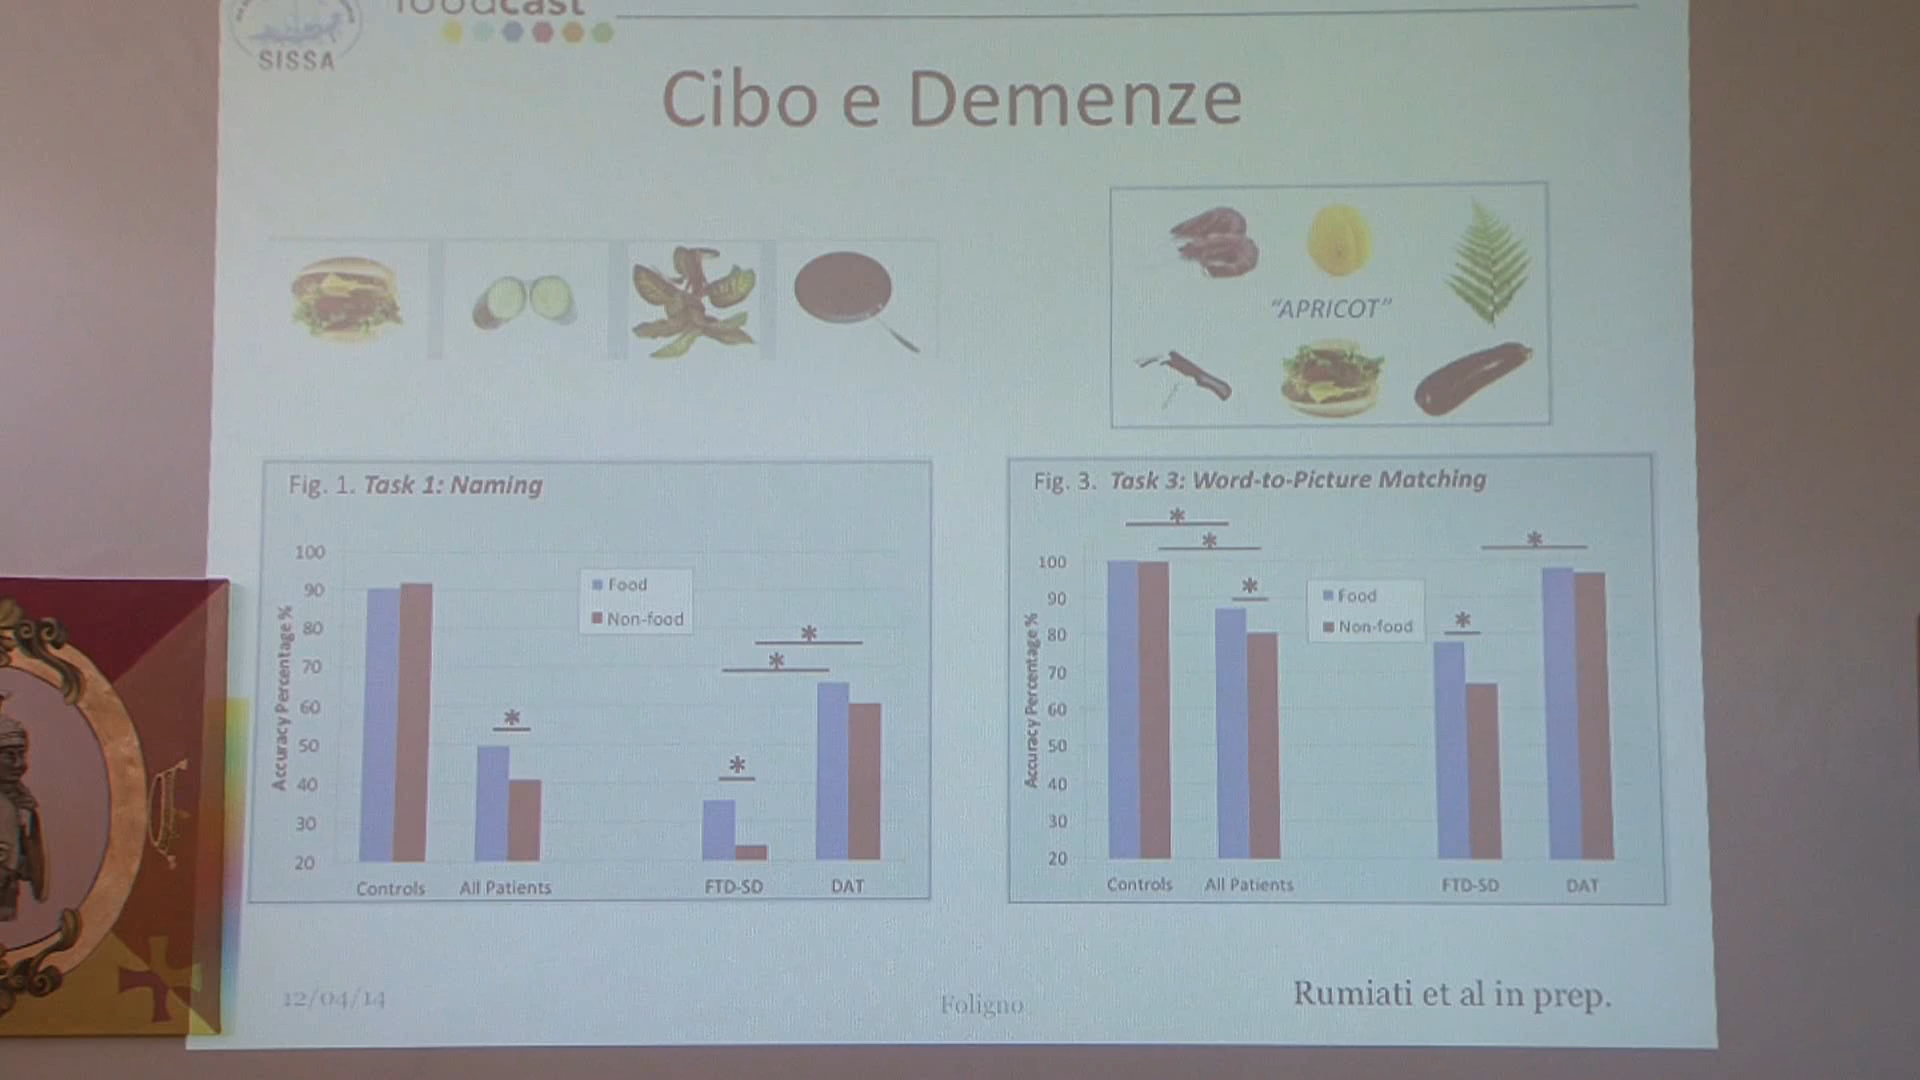 foodcast
SISSA
Cibo e Demenze
"APRICOT"
Fig. 1. Task 1: Naming
100
90
80
70
60
50
40
30
20
Accuracy Percentage %
Food
Non-food
*
*
*
*
Controls
All Patients
FTD-SD
DAT
Fig. 3. Task 3: Word-to-Picture Matching
100
90
80
70
60
50
40
30
20
Accuracy Percentage %
Food
Non-food
*
*
*
*
*
Controls
All Patients
FTD-SD
DAT
12/04/14
Foligno
Rumiati et al in prep.